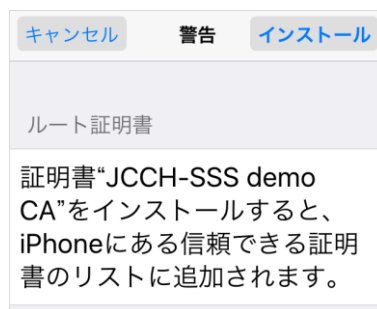 キャンセル 警告 インストール
ルート証明書
証明書“JCCH-SSS demo
CA”をインストールすると、
iPhoneにある信頼できる証明
書のリストに追加されます。